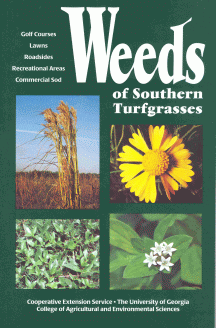 Golf Courses
Lawns
Roadsides
Recreational Areas
Commercial Sod
Weeds
of Southern
Turfgrasses
Cooperative Extension Service • The University of Georgia
College of Agricultural and Environmental Sciences